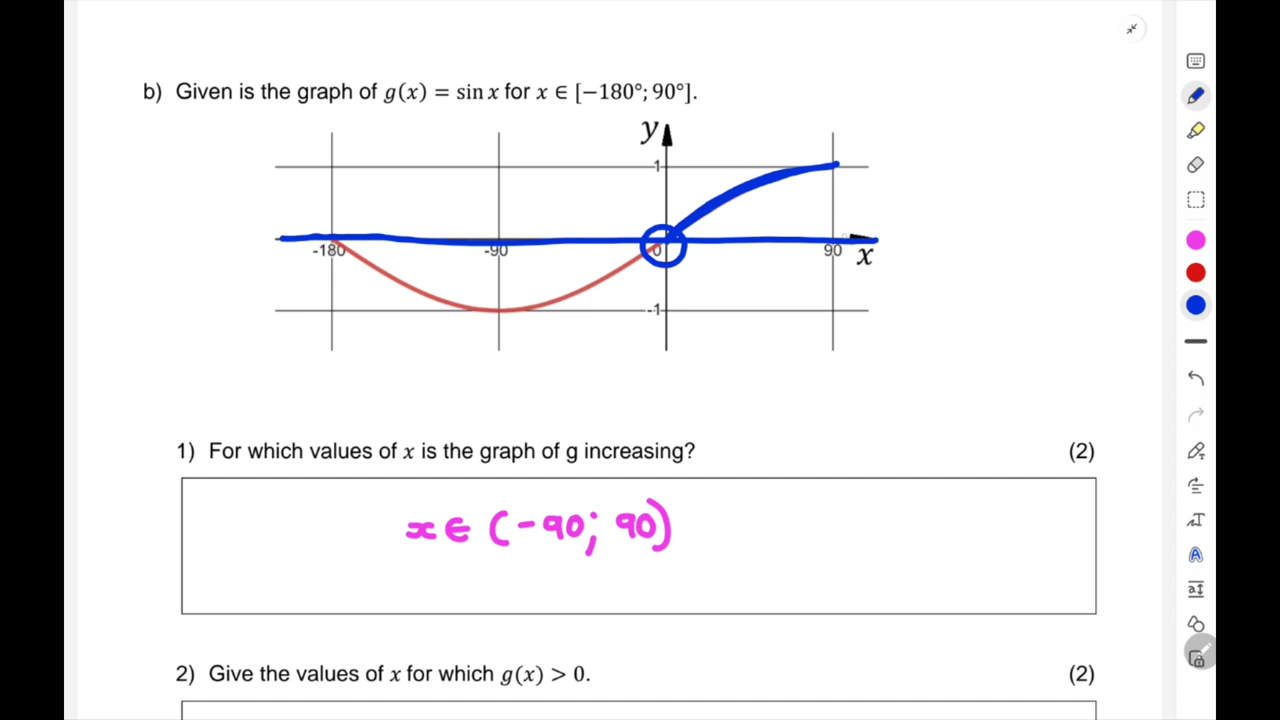 b) Given is the graph of g(x) = sin x for x ∈ [−180°; 90°].
y
1
-180 -90 0 90 x
-1
1) For which values of x is the graph of g increasing? (2)
x ∈ (-90; 90)
2) Give the values of x for which g(x) > 0. (2)